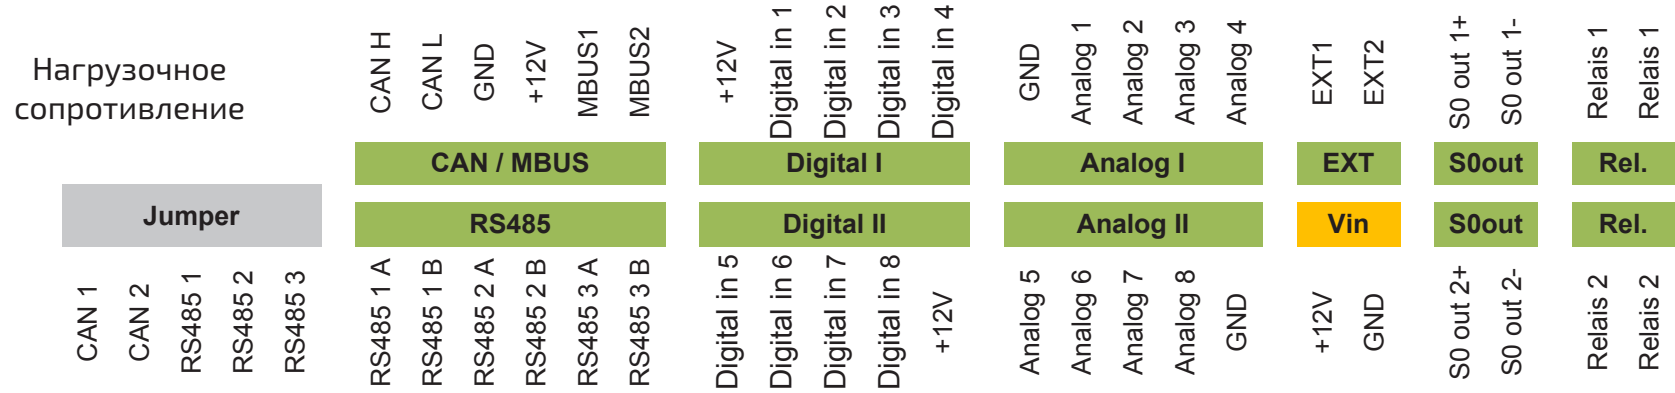 Нагрузочное
сопротивление
CAN H
CAN L
GND
+12V
MBUS1
MBUS2
+12V
Digital in 1
Digital in 2
Digital in 3
Digital in 4
GND
Analog 1
Analog 2
Analog 3
Analog 4
EXT1
EXT2
S0 out 1+
S0 out 1-
Relais 1
Relais 1
CAN / MBUS
Digital I
Analog I
EXT
S0out
Rel.
Jumper
RS485
Digital II
Analog II
Vin
S0out
Rel.
CAN 1
CAN 2
RS485 1
RS485 2
RS485 3
RS485 1 A
RS485 1 B
RS485 2 A
RS485 2 B
RS485 3 A
RS485 3 B
Digital in 5
Digital in 6
Digital in 7
Digital in 8
+12V
Analog 5
Analog 6
Analog 7
Analog 8
GND
+12V
GND
S0 out 2+
S0 out 2-
Relais 2
Relais 2